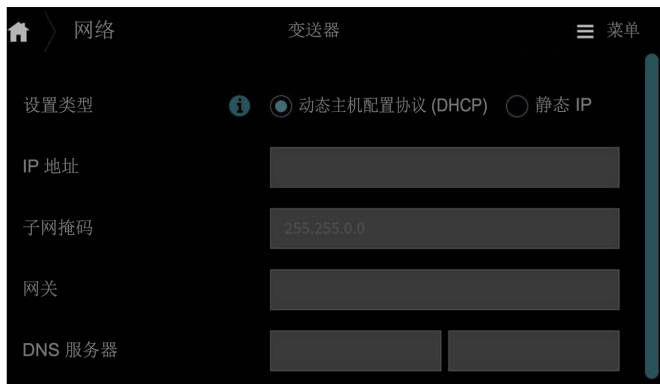 网络 变送器 菜单
设置类型 动态主机配置协议 (DHCP) 静态 IP
IP 地址
子网掩码 255.255.0.0
网关
DNS 服务器